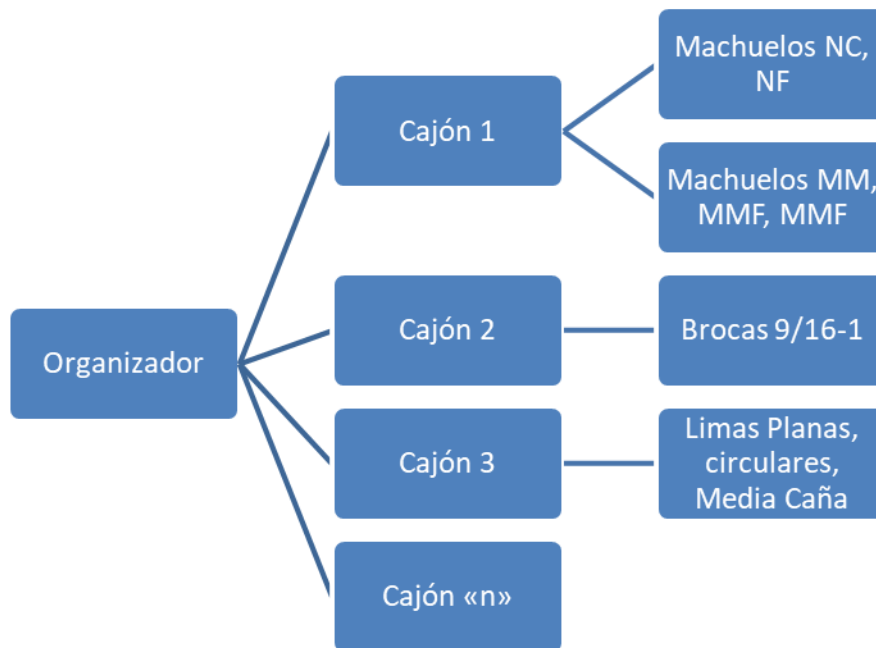 Organizador
Cajón 1
Machuelos NC,
NF
Machuelos MM,
MMF, MMF
Cajón 2
Brocas 9/16-1
Cajón 3
Limas Planas,
circulares,
Media Caña
Cajón «n»